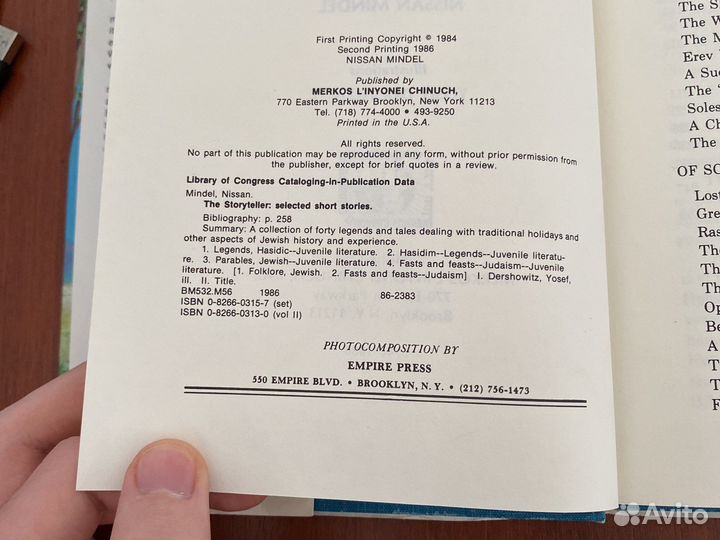 NISSAN MINDEL
First Printing Copyright © 1984
Second Printing 1986
NISSAN MINDEL
Published by
MERKOS L'INYONEI CHINUCH,
770 Eastern Parkway Brooklyn, New York 11213
Tel. (718) 774-4000 • 493-9250
Printed in the U.S.A.
All rights reserved.
No part of this publication may be reproduced in any form, without prior permission from
the publisher, except for brief quotes in a review.
Library of Congress Cataloging-in-Publication Data
Mindel, Nissan.
The Storyteller: selected short stories.
Bibliography: p. 258
Summary: A collection of forty legends and tales dealing with traditional holidays and
other aspects of Jewish history and experience.
1. Legends, Hasidic--Juvenile literature. 2. Hasidim--Legends--Juvenile literatu-
re. 3. Parables, Jewish--Juvenile literature. 4. Fasts and feasts--Judaism--Juvenile
literature. [1. Folklore, Jewish. 2. Fasts and feasts--Judaism] I. Dershowitz, Yosef,
ill. II. Title.
BM532.M56 1986 86-2383
ISBN 0-8266-0315-7 (set)
ISBN 0-8266-0313-0 (vol II)
PHOTOCOMPOSITION BY
EMPIRE PRESS
550 EMPIRE BLVD. • BROOKLYN, N. Y. • (212) 756-1473
The S
The W
The M
Erev
A Su
The "
Soles
A Ch
The
OF SC
Lost
Gre
Ras
The
The
Th
Op
Be
A
T
T
F
Avito